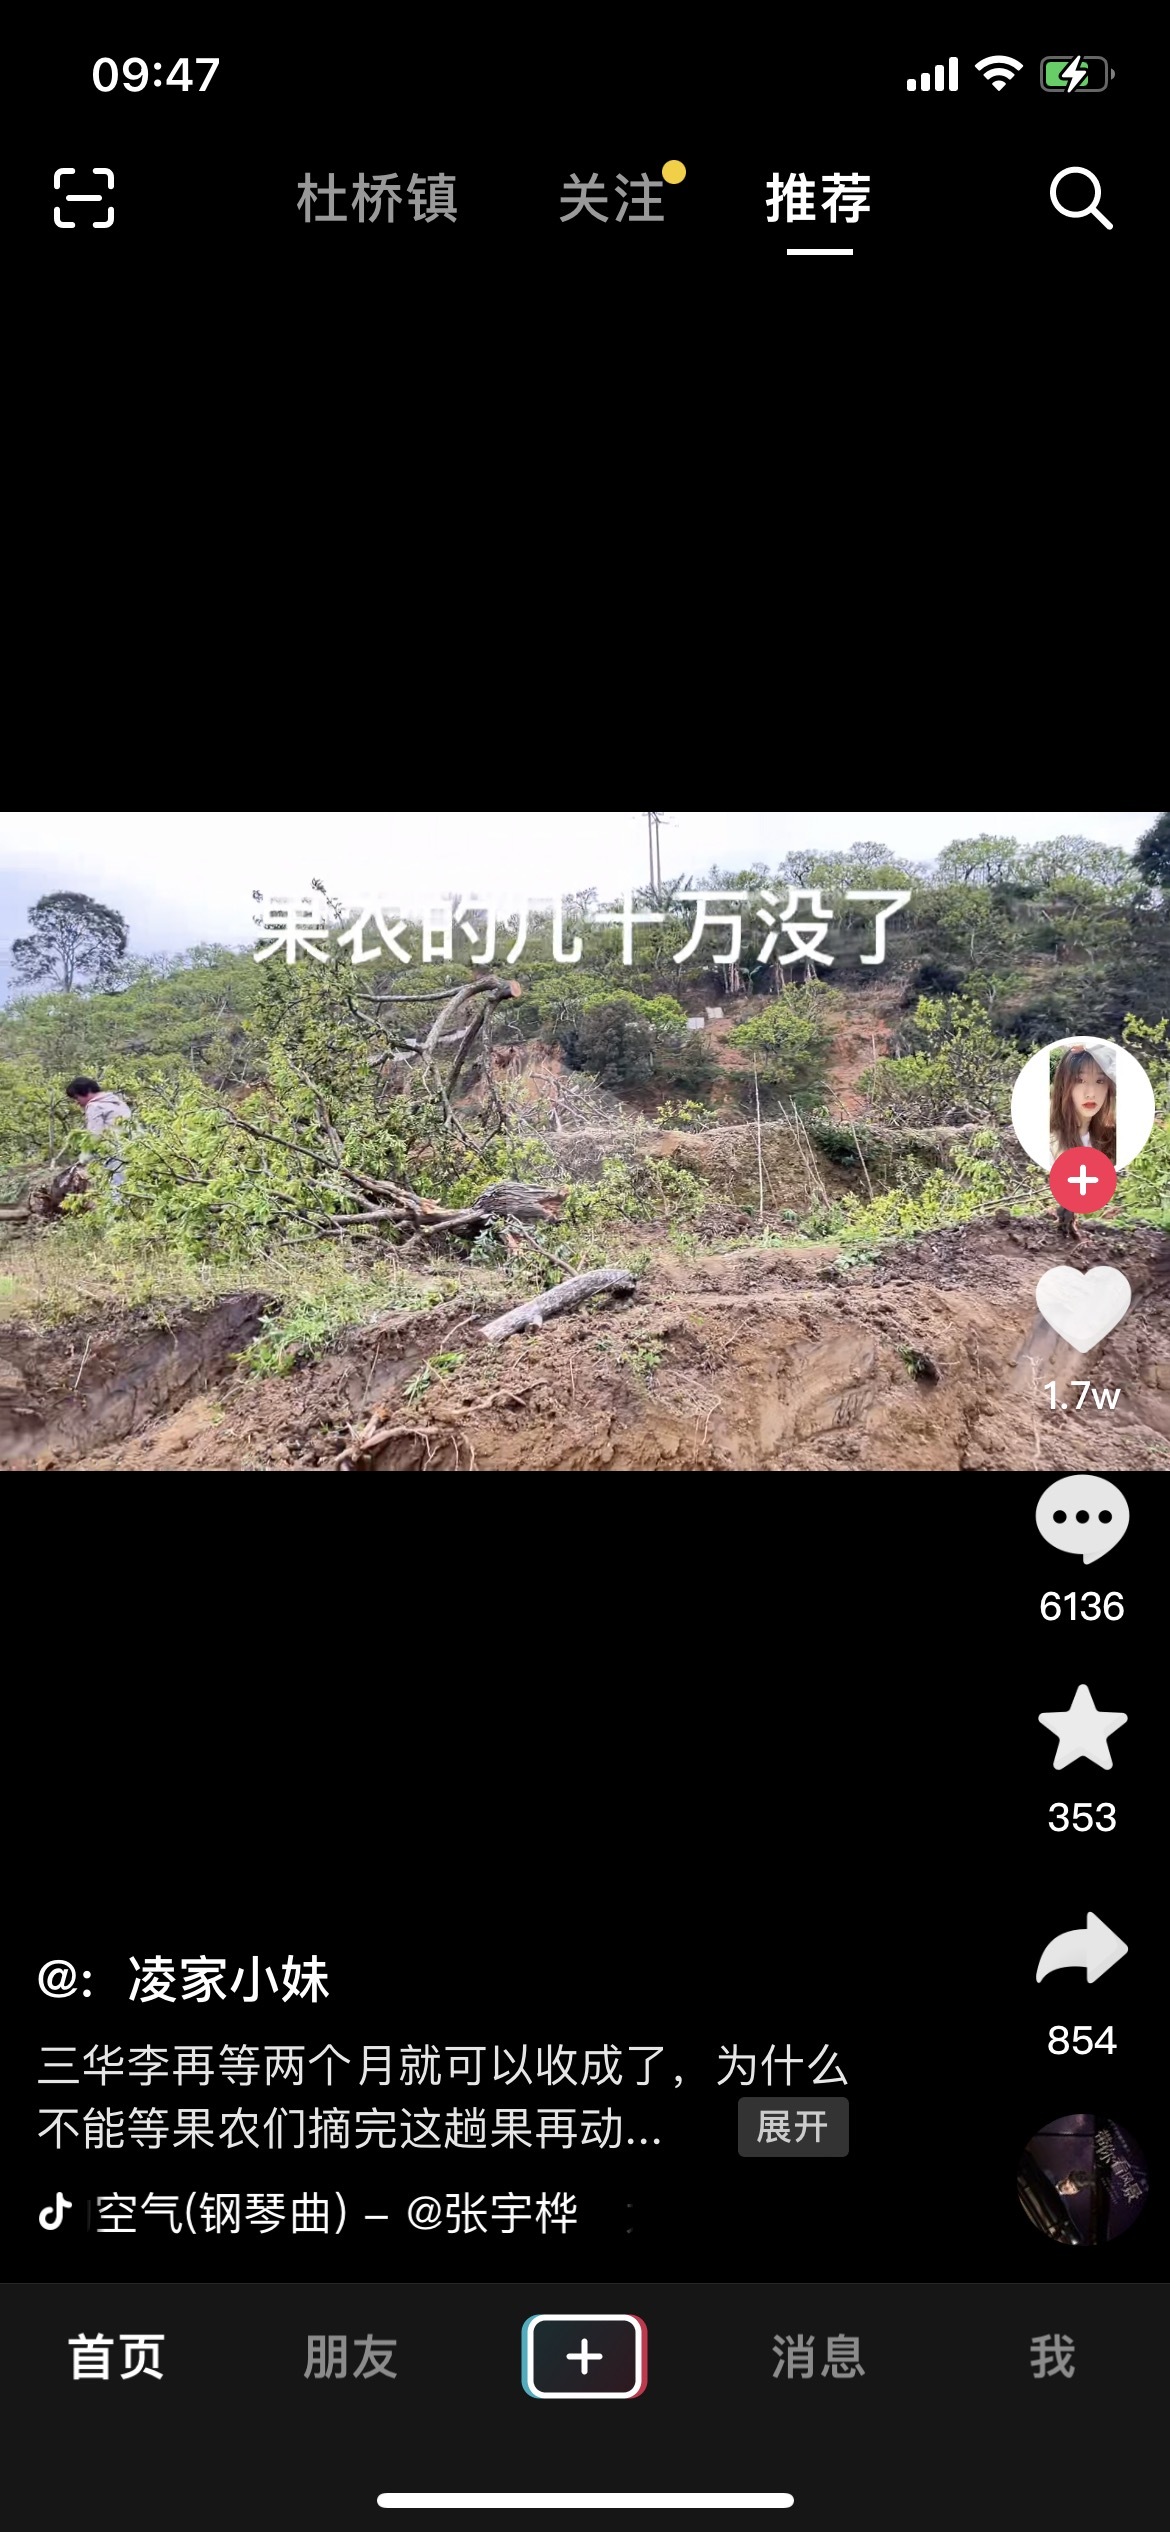 09:47
杜桥镇 关注 推荐
果农的几十万没了
1.7w
6136
353
854
@：凌家小妹
三华李再等两个月就可以收成了，为什么
不能等果农们摘完这趟果再动... 展开
空气(钢琴曲) – @张宇桦
首页 朋友 消息 我